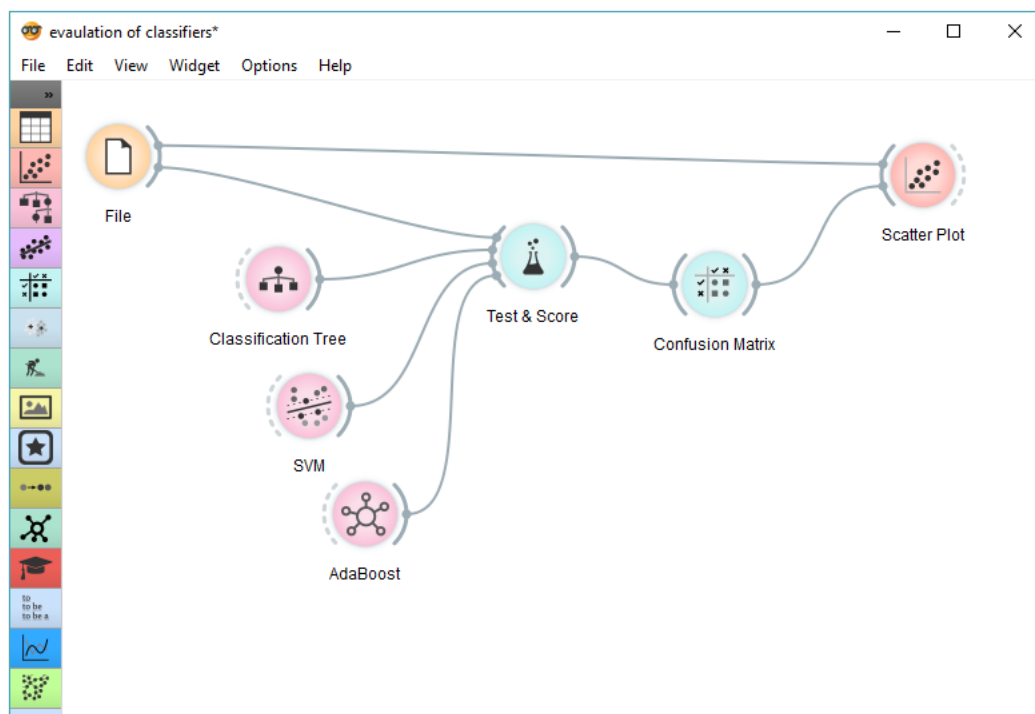 evaulation of classifiers*
File Edit View Widget Options Help
»
File
Scatter Plot
Test & Score
Classification Tree
Confusion Matrix
SVM
AdaBoost
to
to be
to be a